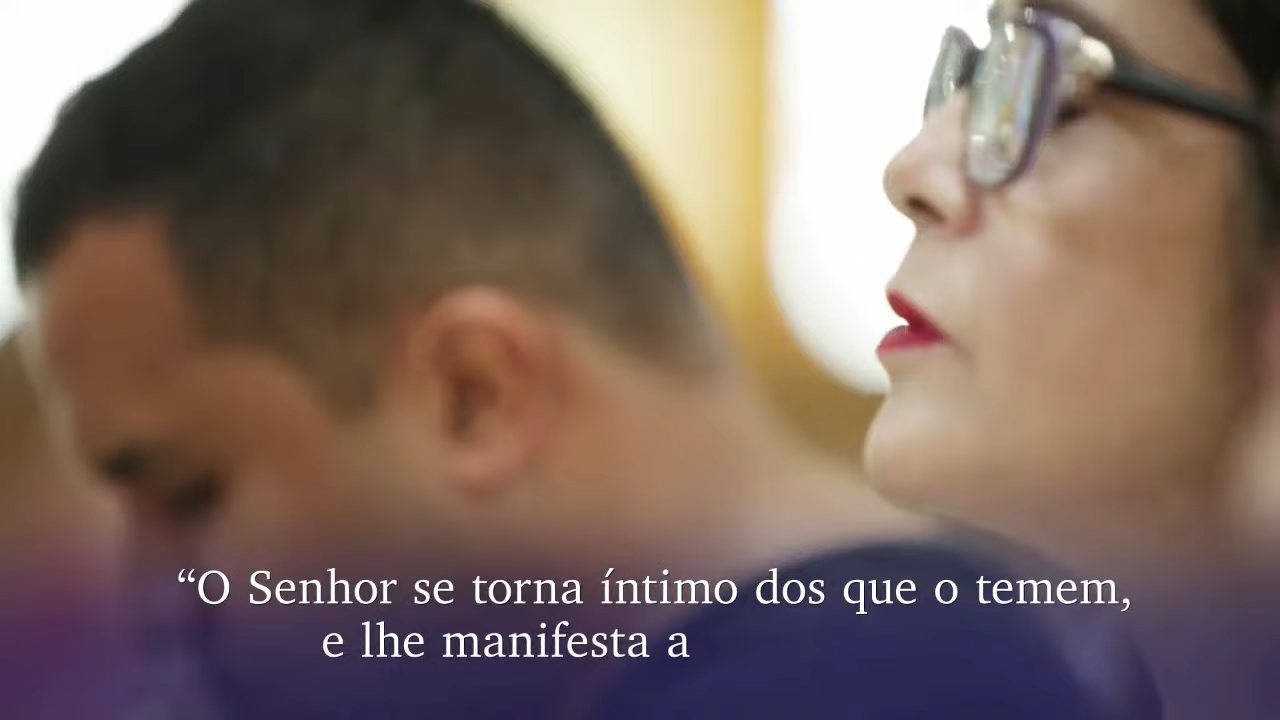 “O Senhor se torna íntimo dos que o temem,
e lhe manifesta a